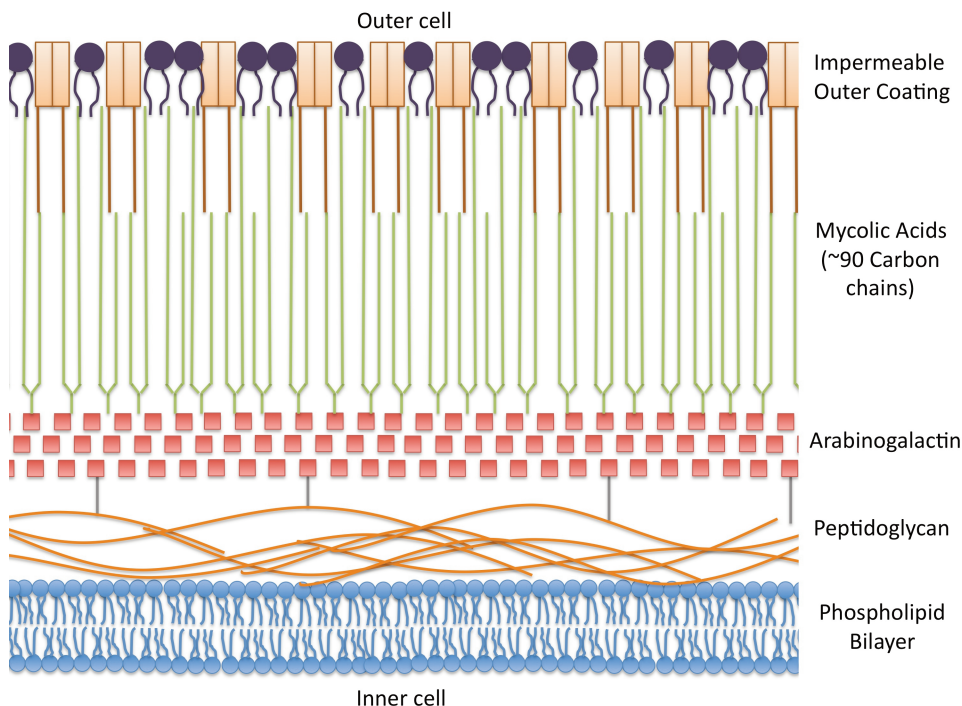 Outer cell
Impermeable
Outer Coating
Mycolic Acids
(~90 Carbon
chains)
Arabinogalactin
Peptidoglycan
Phospholipid
Bilayer
Inner cell